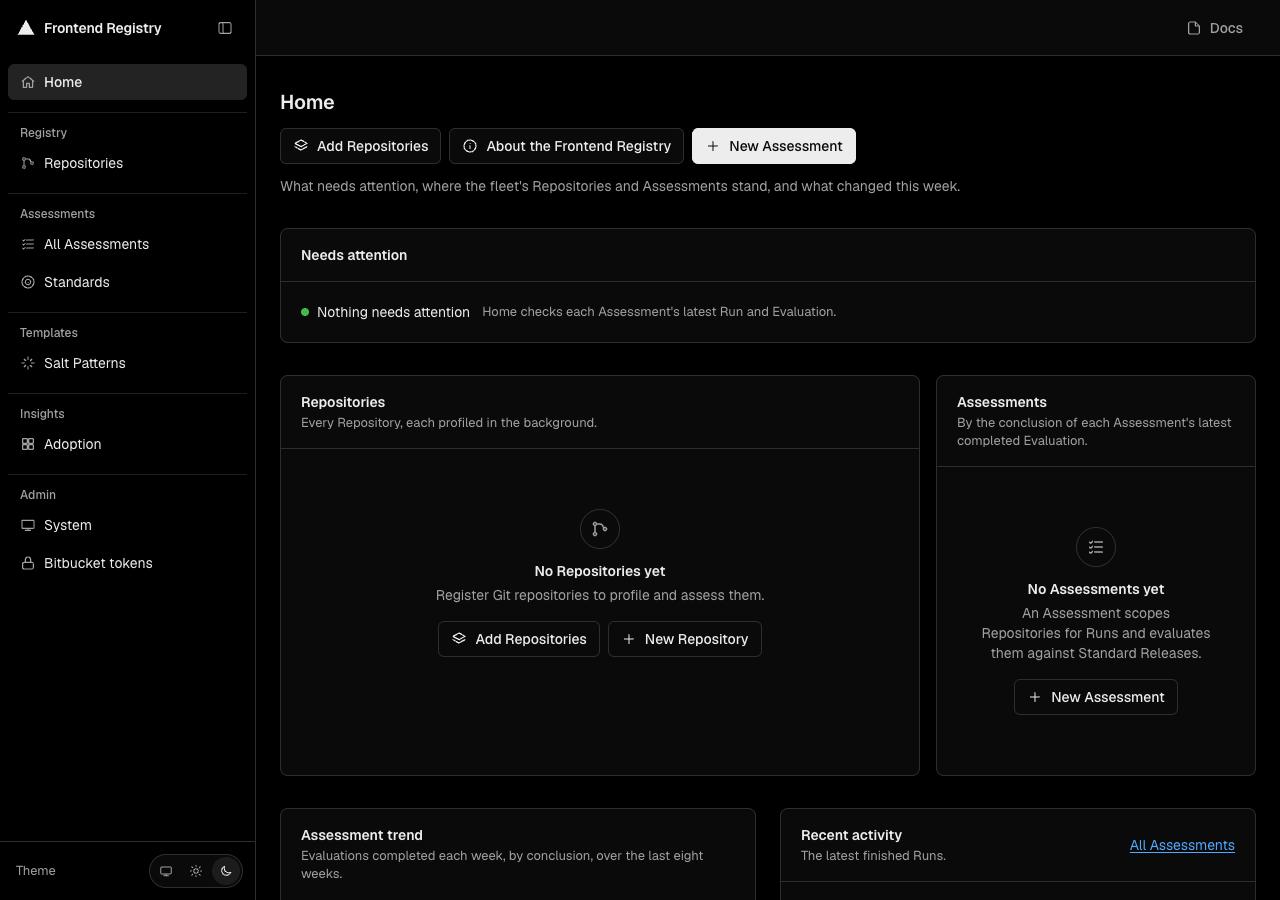 Frontend Registry
Docs
Home
Registry
Repositories
Assessments
All Assessments
Standards
Templates
Salt Patterns
Insights
Adoption
Admin
System
Bitbucket tokens
Theme
Home
Add Repositories
About the Frontend Registry
New Assessment
What needs attention, where the fleet's Repositories and Assessments stand, and what changed this week.
Needs attention
Nothing needs attention Home checks each Assessment's latest Run and Evaluation.
Repositories
Every Repository, each profiled in the background.
No Repositories yet
Register Git repositories to profile and assess them.
Add Repositories
New Repository
Assessments
By the conclusion of each Assessment's latest
completed Evaluation.
No Assessments yet
An Assessment scopes
Repositories for Runs and evaluates
them against Standard Releases.
New Assessment
Assessment trend
Evaluations completed each week, by conclusion, over the last eight
weeks.
Recent activity
The latest finished Runs.
All Assessments